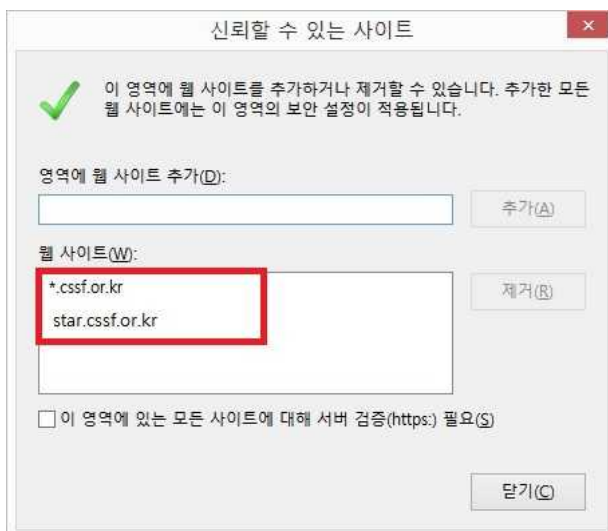 신뢰할 수 있는 사이트
이 영역에 웹 사이트를 추가하거나 제거할 수 있습니다. 추가한 모든
웹 사이트에는 이 영역의 보안 설정이 적용됩니다.
영역에 웹 사이트 추가(D):
추가(A)
웹 사이트(W):
*.cssf.or.kr
제거(R)
star.cssf.or.kr
이 영역에 있는 모든 사이트에 대해 서버 검증(https:) 필요(S)
닫기(C)